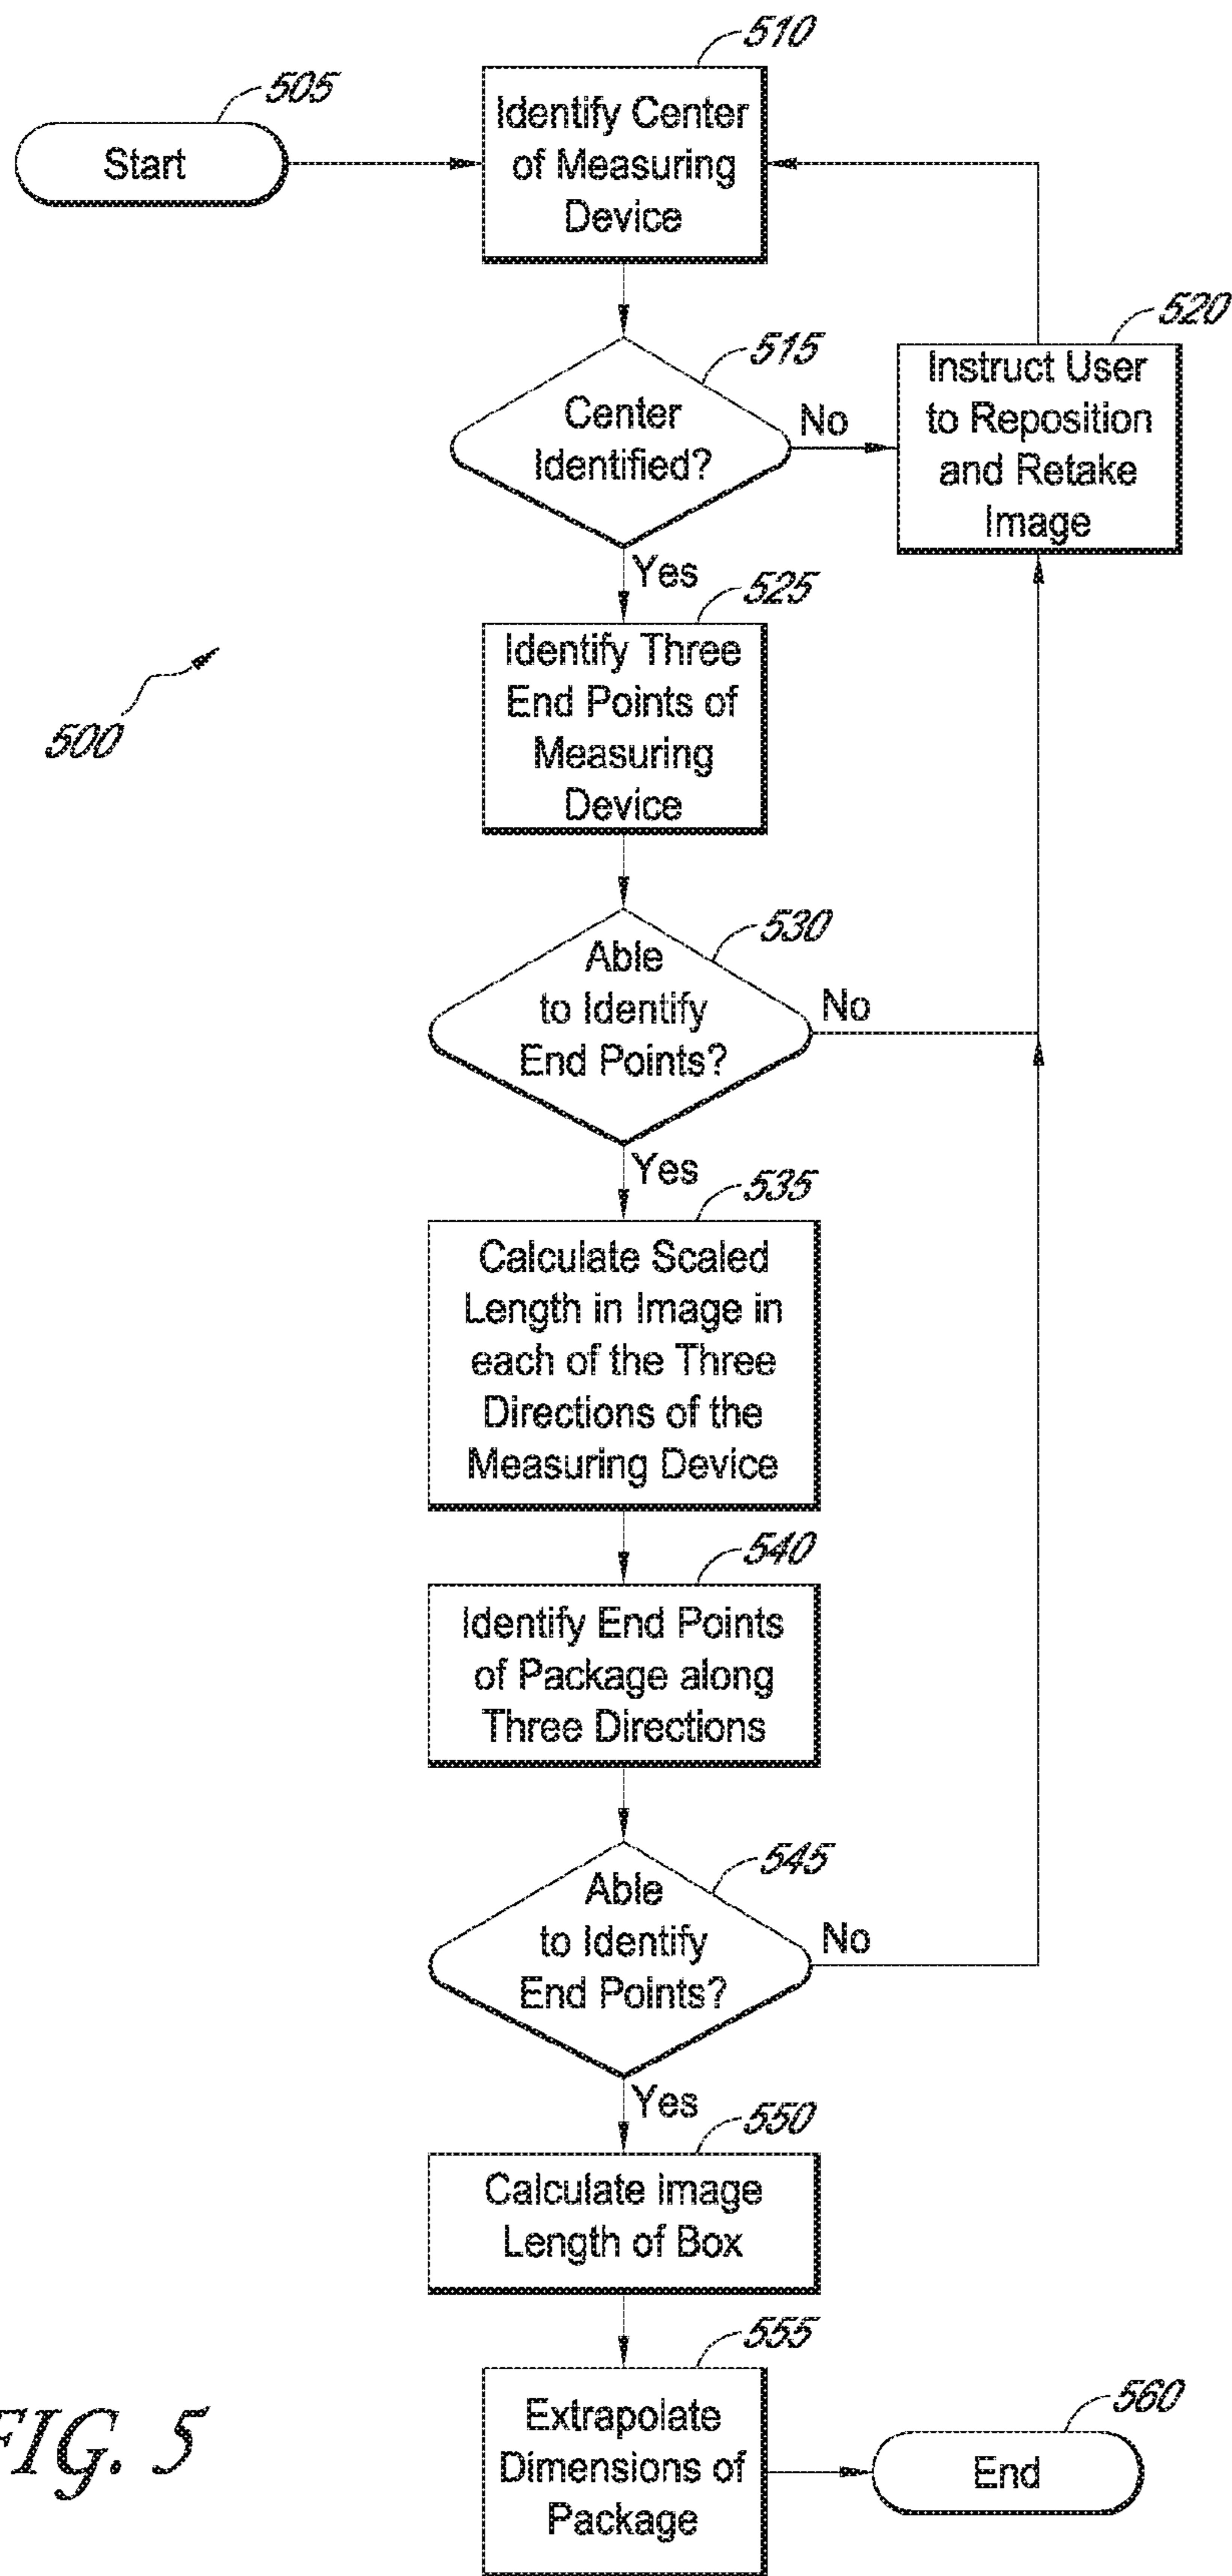 510
505
Start
Identify Center
of Measuring
Device
520
515
Center
Identified?
No
Instruct User
to Reposition
and Retake
Image
Yes
525
Identify Three
End Points of
Measuring
Device
500
530
Able
to Identify
End Points?
No
Yes
535
Calculate Scaled
Length in Image in
each of the Three
Directions of the
Measuring Device
540
Identify End Points
of Package along
Three Directions
545
Able
to Identify
End Points?
No
Yes
550
Calculate image
Length of Box
555
Extrapolate
Dimensions of
Package
560
End
FIG. 5